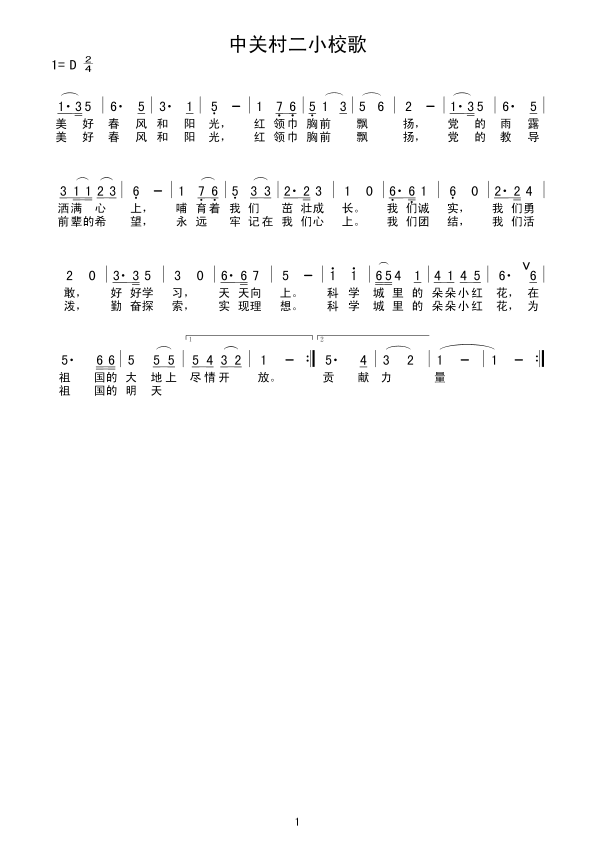 中关村二小校歌
1= D 2/4
1·3 5 | 6· 5 | 3· 1 | 5 - | 1 7 6 | 5 1 3 | 5 6 | 2 - | 1·3 5 | 6· 5 |
美 好 春 风 和 阳 光， 红 领巾 胸前 飘 扬， 党 的 雨 露
美 好 春 风 和 阳 光， 红 领巾 胸前 飘 扬， 党 的 教 导
3 1 1 2 3 | 6 - | 1 7 6 | 5 3 3 | 2·2 3 | 1 0 | 6·6 1 | 6 0 | 2·2 4 |
洒满 心 上， 哺 育着 我 们 茁 壮成 长。 我 们诚 实， 我 们勇
前辈的希 望， 永 远 牢 记在 我 们心 上。 我 们团 结， 我 们活
2 0 | 3·3 5 | 3 0 | 6·6 7 | 5 - | 1 1 | 6 5 4 1 | 4 1 4 5 | 6· ∨ 6 |
敢， 好 好学 习， 天 天向 上。 科 学 城 里 的 朵朵小红 花，在
泼， 勤 奋探 索， 实 现理 想。 科 学 城 里 的 朵朵小红 花，为
1 2
5· 6 6 | 5 5 5 | 5 4 3 2 | 1 - :| 5· 4 | 3 2 | 1 - | 1 - :|
祖 国的 大 地上 尽情开 放。 贡 献 力 量
祖 国的 明 天
1